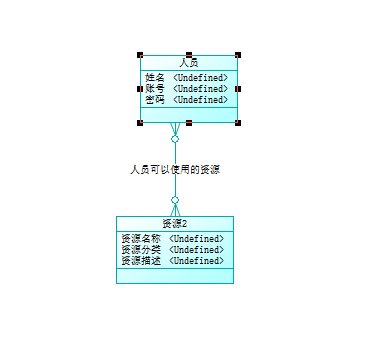 人员
姓名 <Undefined>
账号 <Undefined>
密码 <Undefined>
人员可以使用的资源
资源2
资源名称 <Undefined>
资源分类 <Undefined>
资源描述 <Undefined>